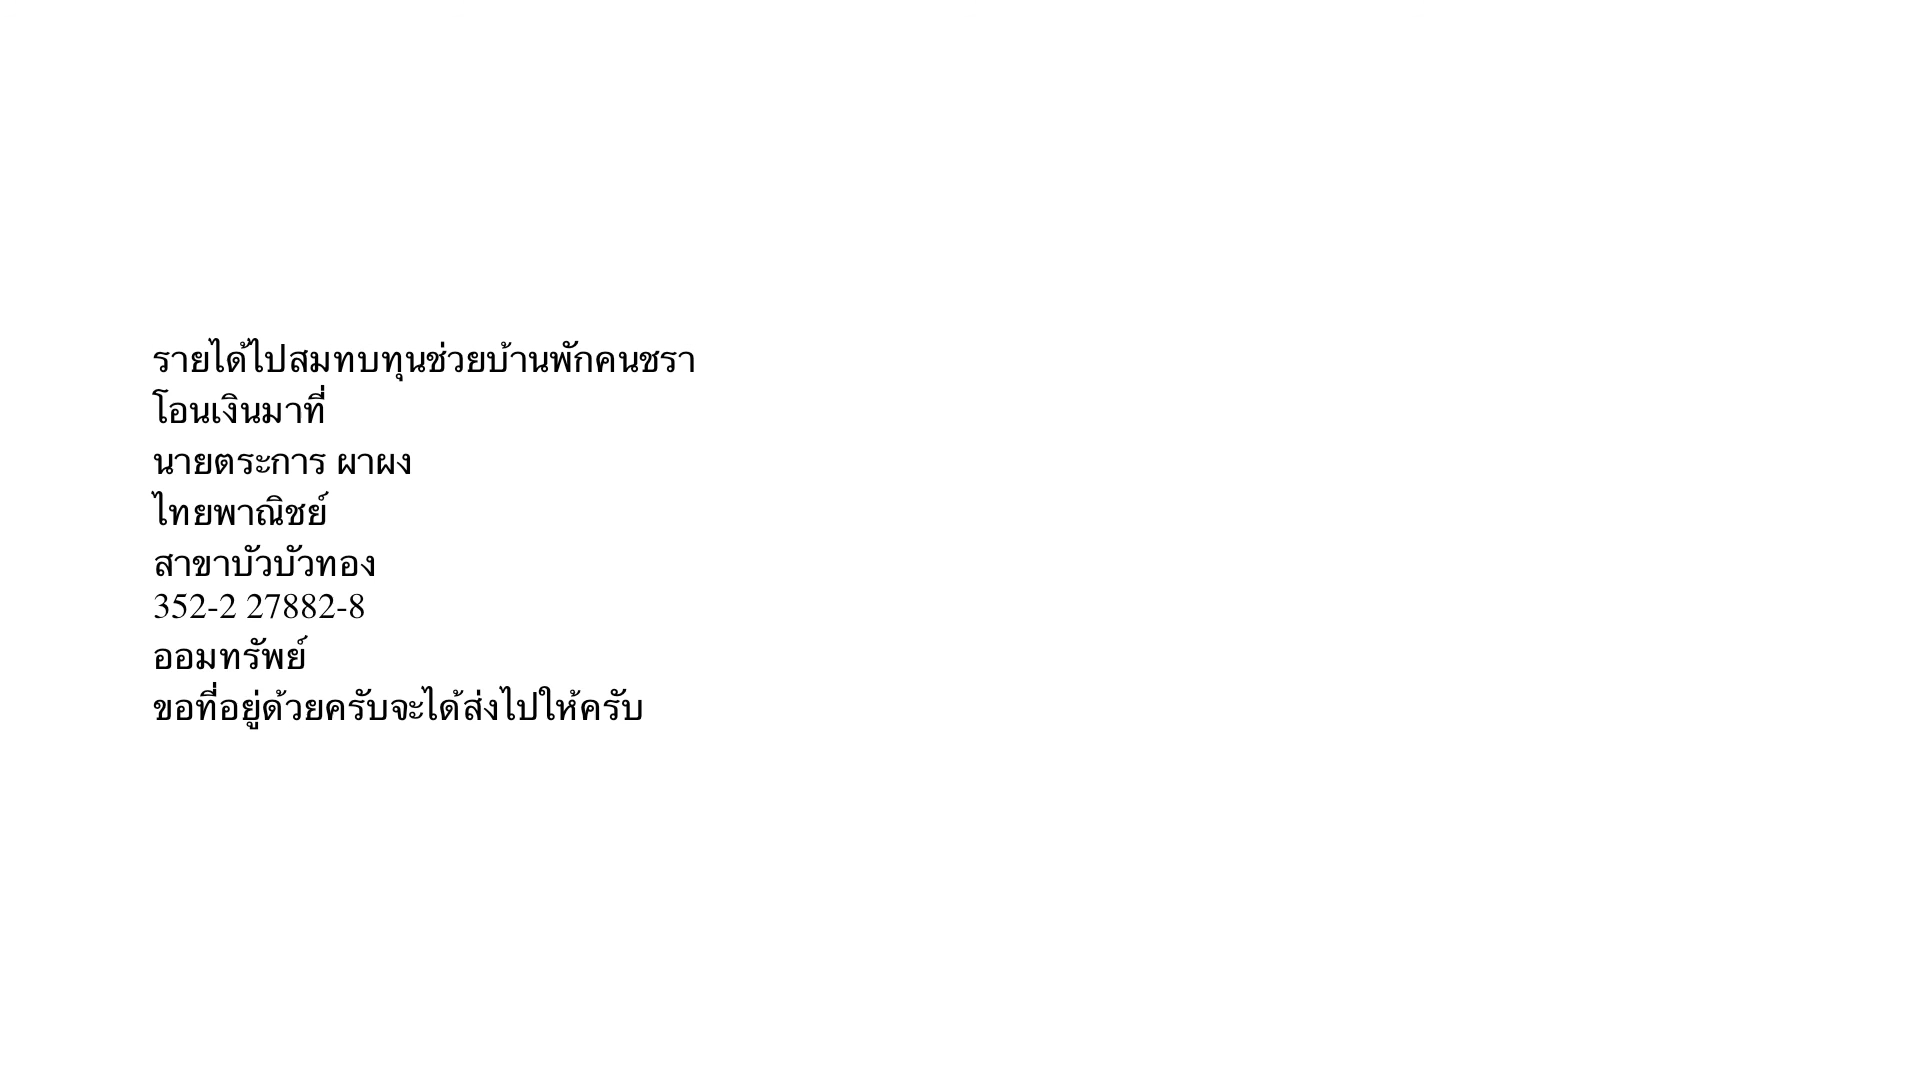 รายได้ไปสมทบทุนช่วยบ้านพักคนชรา
โอนเงินมาที่
นายตระการ ผาผง
ไทยพาณิชย์
สาขาบัวบัวทอง
352-2 27882-8
ออมทรัพย์
ขอที่อยู่ด้วยครับจะได้ส่งไปให้ครับ